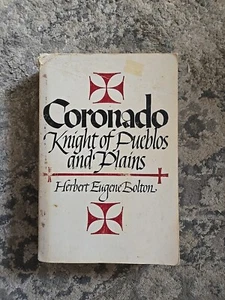 Coronado
Knight of Pueblos
and Plains
Herbert Eugene Bolton